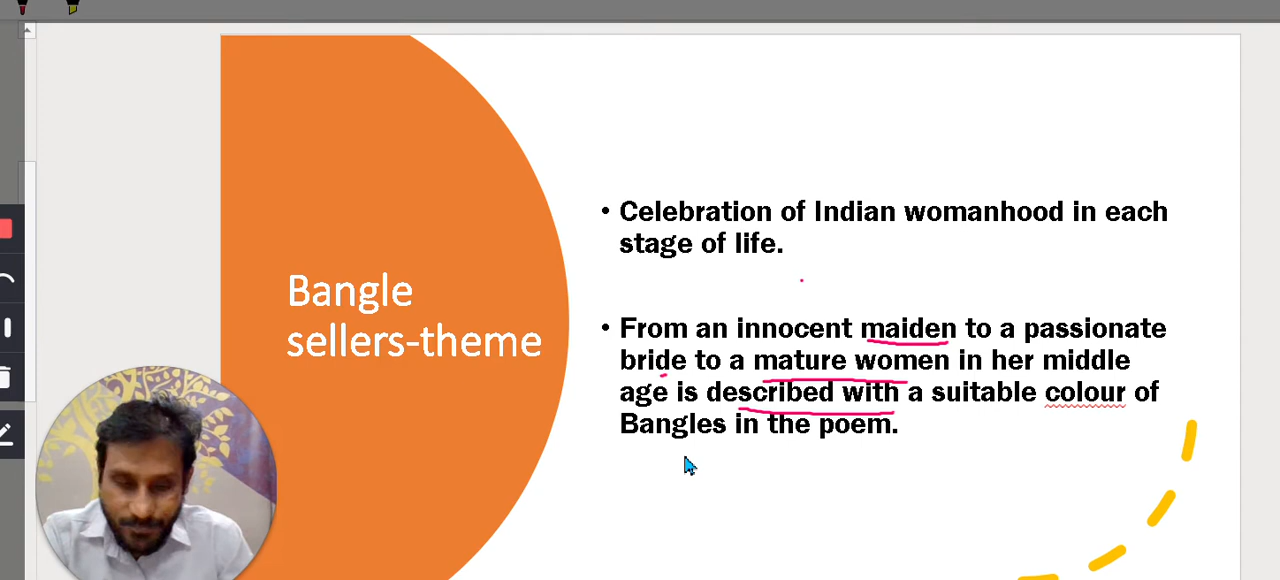 Bangle
sellers-theme
• Celebration of Indian womanhood in each
stage of life.
• From an innocent maiden to a passionate
bride to a mature women in her middle
age is described with a suitable colour of
Bangles in the poem.